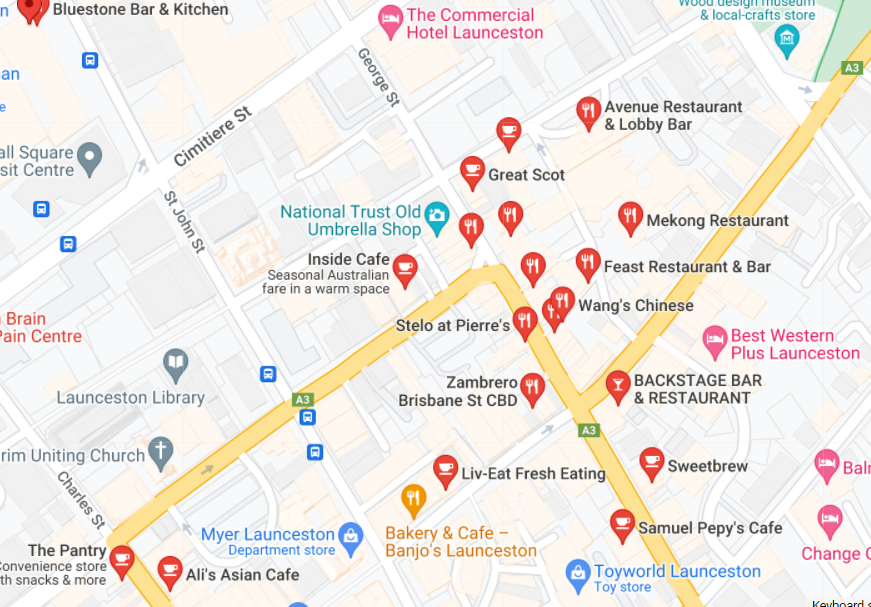 Bluestone Bar & Kitchen
The Commercial
Hotel Launceston
Wood design museum
& local-crafts store
A3
George St
Avenue Restaurant
& Lobby Bar
Cimitiere St
Square
Centre
Great Scot
St John St
National Trust Old
Umbrella Shop
Mekong Restaurant
Inside Cafe
Seasonal Australian
fare in a warm space
Feast Restaurant & Bar
Wang's Chinese
Stelo at Pierre's
Brain
Pain Centre
Best Western
Plus Launceston
Launceston Library
Zambrero
Brisbane St CBD
BACKSTAGE BAR
& RESTAURANT
A3
A3
Uniting Church
Liv-Eat Fresh Eating
Sweetbrew
Charles St
Bakery & Cafe –
Banjo's Launceston
Samuel Pepy's Cafe
Change
Myer Launceston
Department store
The Pantry
Convenience store
snacks & more
Ali's Asian Cafe
Toyworld Launceston
Toy store
Keyboard